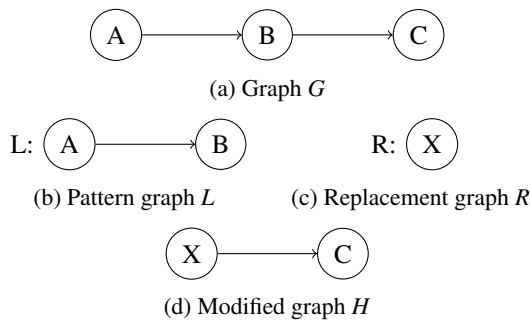 A B C
(a) Graph G
L: A B R: X
(b) Pattern graph L (c) Replacement graph R
X C
(d) Modified graph H